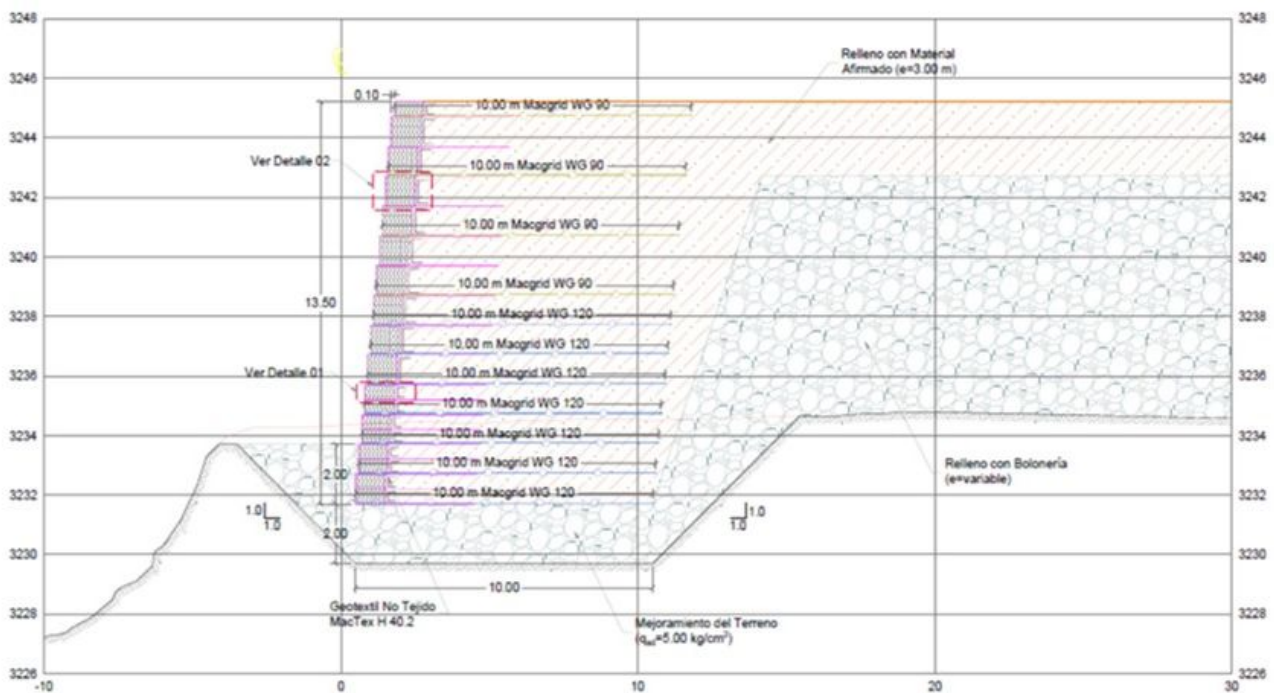 3248
3248
3246
3246
Relleno con Material
Afirmado (e=3.00 m)
0.10
10.00 m Macgrid WG 90
3244
3244
Ver Detalle 02
10.00 m Macgrid WG 90
3242
3242
10.00 m Macgrid WG 90
3240
3240
10.00 m Macgrid WG 90
13.50
3238
3238
10.00 m Macgrid WG 120
10.00 m Macgrid WG 120
3236
3236
Ver Detalle 01
10.00 m Macgrid WG 120
10.00 m Macgrid WG 120
3234
3234
10.00 m Macgrid WG 120
2.00
10.00 m Macgrid WG 120
Relleno con Bolonería
(e=variable)
3232
3232
10.00 m Macgrid WG 120
1.0
1.0
1.0
1.0
2.00
3230
3230
10.00
3228
3228
Geotextil No Tejido
MacTex H 40.2
Mejoramiento del Terreno
(qad=5.00 kg/cm²)
3226
3226
-10
0
10
20
30